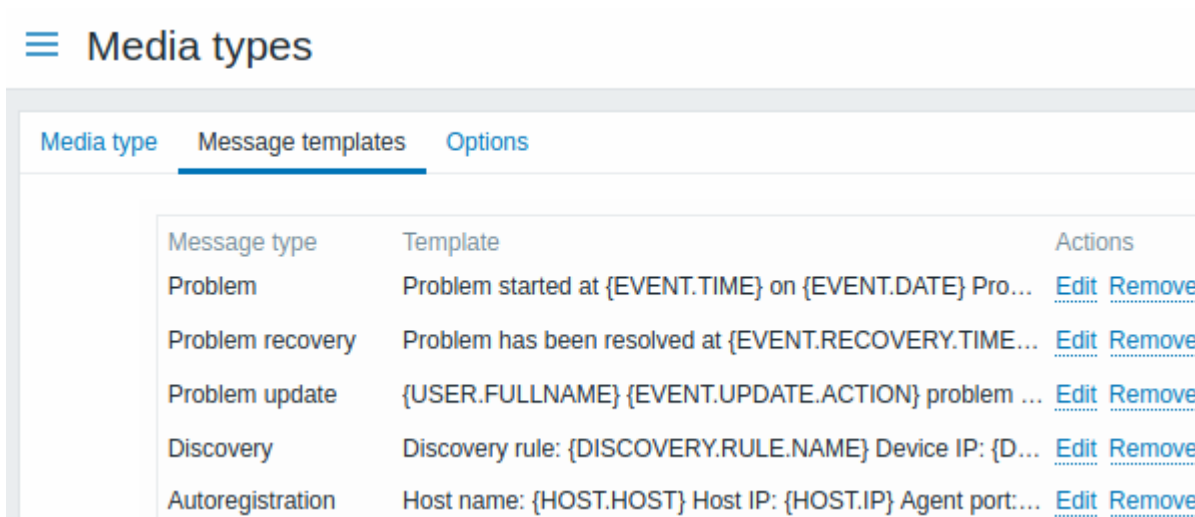 Media types
Media type Message templates Options
Message type Template Actions
Problem Problem started at {EVENT.TIME} on {EVENT.DATE} Pro… Edit Remove
Problem recovery Problem has been resolved at {EVENT.RECOVERY.TIME… Edit Remove
Problem update {USER.FULLNAME} {EVENT.UPDATE.ACTION} problem … Edit Remove
Discovery Discovery rule: {DISCOVERY.RULE.NAME} Device IP: {D… Edit Remove
Autoregistration Host name: {HOST.HOST} Host IP: {HOST.IP} Agent port:… Edit Remove